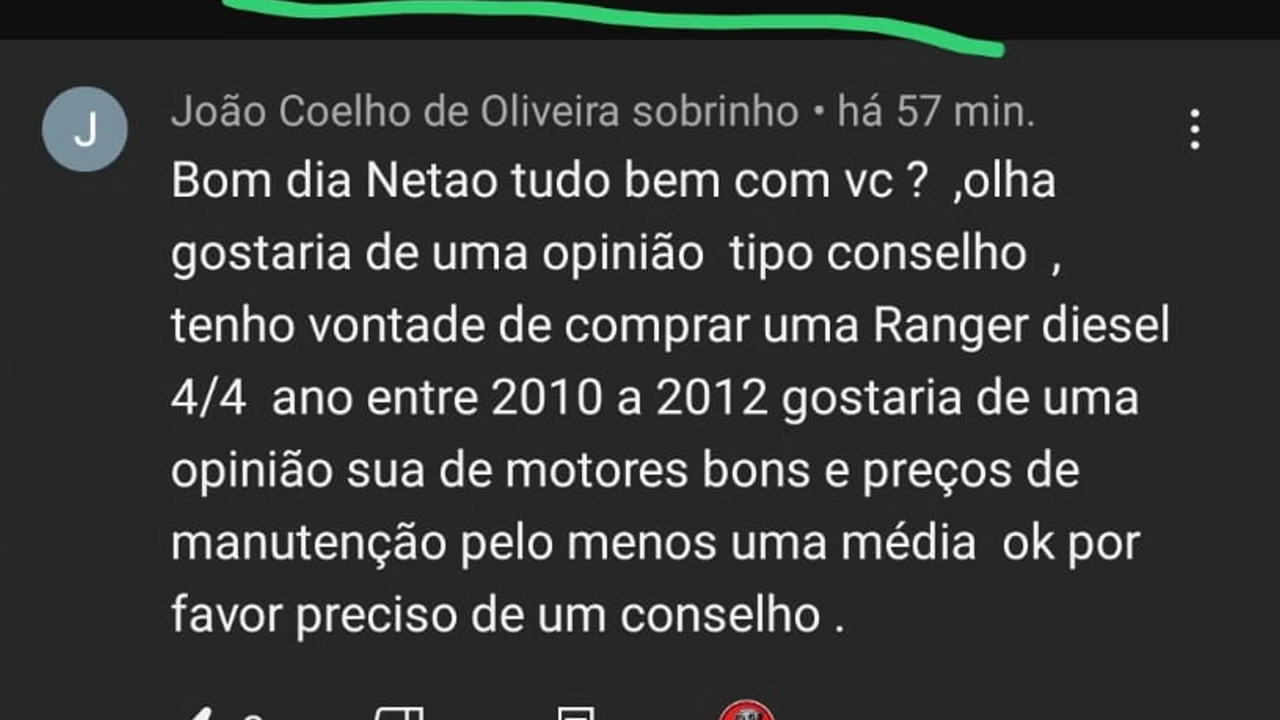 J
João Coelho de Oliveira sobrinho • há 57 min.
Bom dia Netao tudo bem com vc ?  ,olha
gostaria de uma opinião  tipo conselho  ,
tenho vontade de comprar uma Ranger diesel
4/4  ano entre 2010 a 2012 gostaria de uma
opinião sua de motores bons e preços de
manutenção pelo menos uma média  ok por
favor preciso de um conselho .